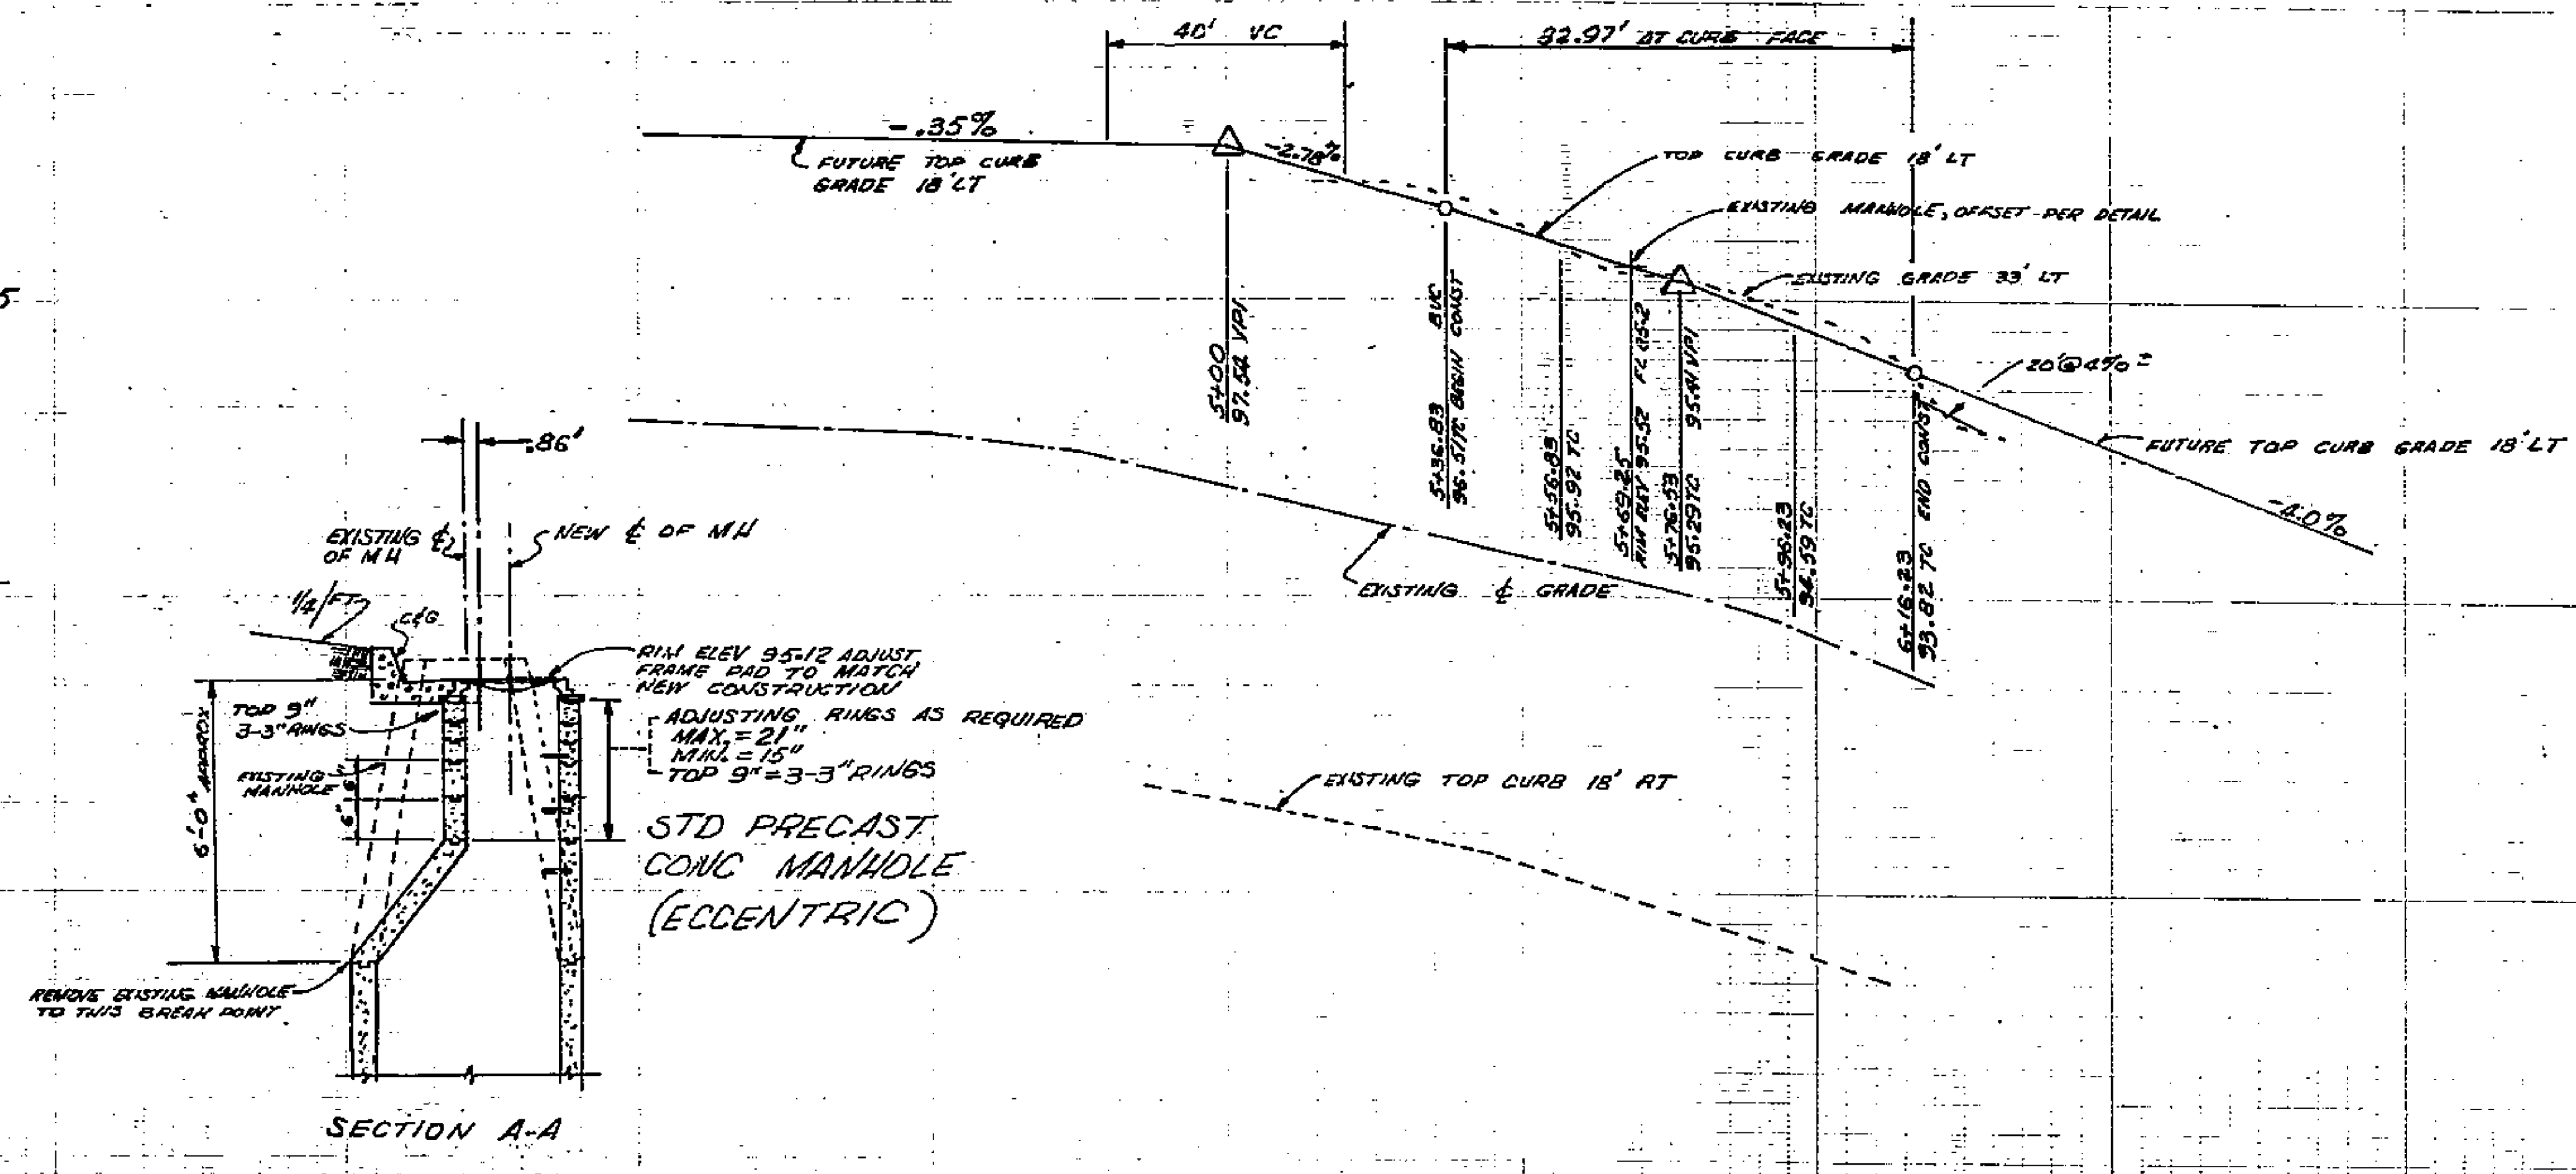 40' VC
82.97' AT CURB FACE
-.35%
FUTURE TOP CURB
GRADE 18' LT
-2.78%
TOP CURB GRADE 18' LT
EXISTING MANHOLE, OFFSET PER DETAIL
EXISTING GRADE 33' LT
5
20'@4% ±
FUTURE TOP CURB GRADE 18' LT
-4.0%
5+00
97.54 VPI
5+36.83 BVC
96.51 TC BEGIN CONST
5+56.83
95.92 TC
5+69.25
RIM ELEV 95.52
5+76.53
95.29 TC 95.41 VPI
5+96.23
94.59 TC
6+16.23
93.82 TC END CONST
.86'
EXISTING ℄
OF MH
NEW ℄ OF MH
EXISTING ℄ GRADE
1/4/FT
C&G
RIM ELEV 95.12 ADJUST
FRAME PAD TO MATCH
NEW CONSTRUCTION
TOP 9"
3-3" RINGS
ADJUSTING RINGS AS REQUIRED
MAX. = 21"
MIN. = 15"
TOP 9" = 3-3" RINGS
EXISTING
MANHOLE
6" 6"
6'-0" APPROX
EXISTING TOP CURB 18' RT
STD PRECAST
CONC MANHOLE
(ECCENTRIC)
REMOVE EXISTING MANHOLE
TO THIS BREAK POINT
SECTION A-A